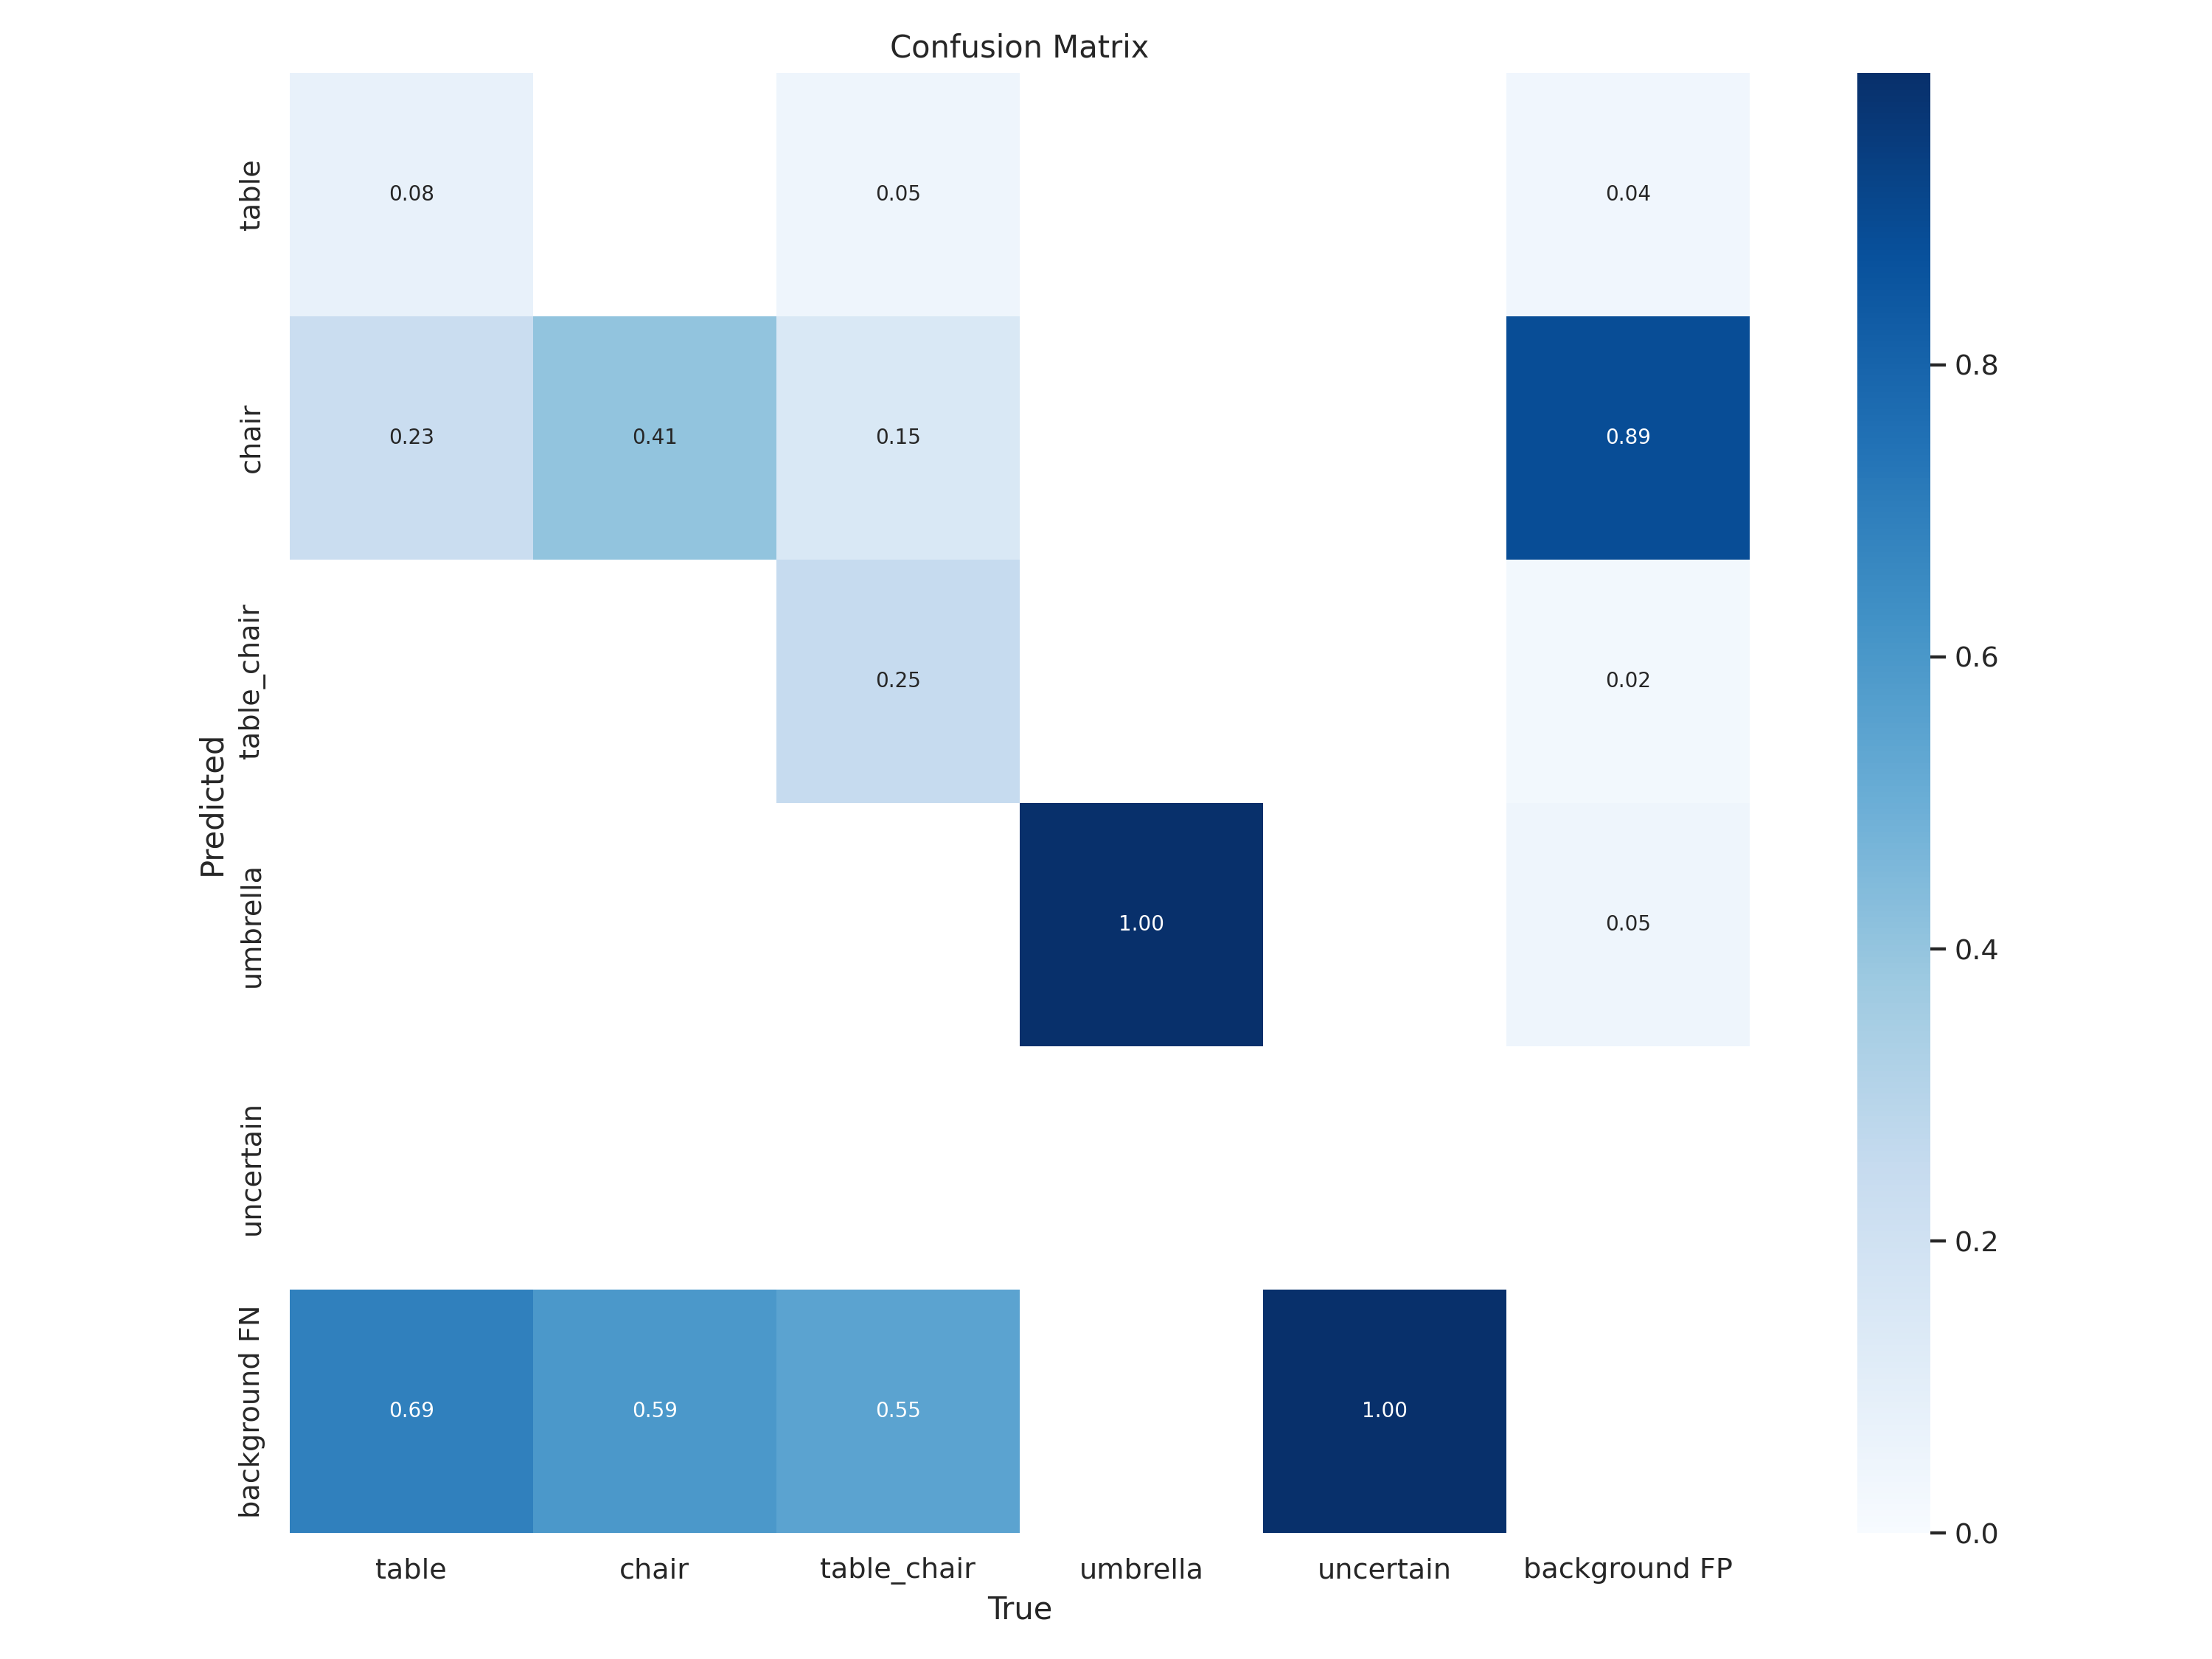 Confusion Matrix
table
0.08
0.05
0.04
chair
0.23
0.41
0.15
0.89
0.8
table_chair
0.25
0.02
0.6
Predicted
umbrella
1.00
0.05
0.4
uncertain
0.2
background FN
0.69
0.59
0.55
1.00
0.0
table
chair
table_chair
umbrella
uncertain
background FP
True